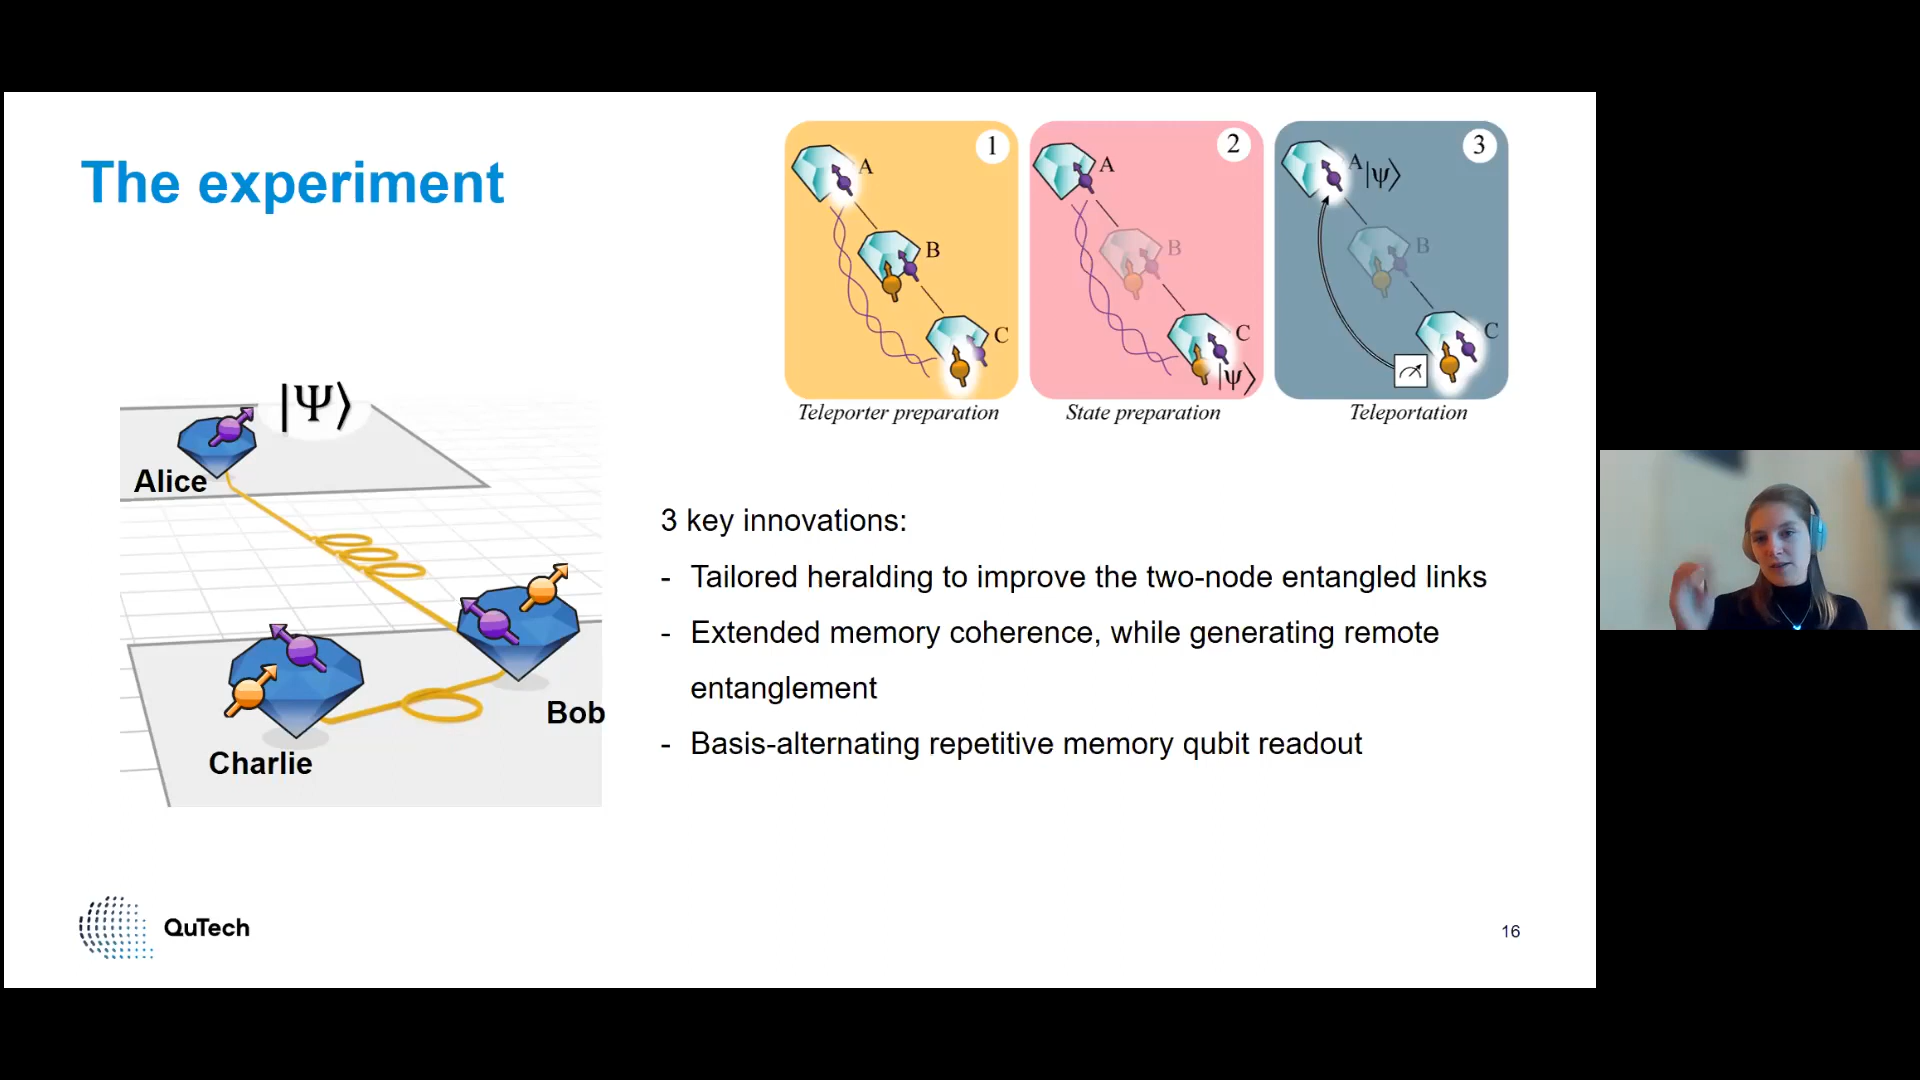 The experiment
1
A
B
C
Teleporter preparation
2
A
B
C
|ψ⟩
State preparation
3
A |ψ⟩
B
C
Teleportation
|Ψ⟩
Alice
Bob
Charlie
3 key innovations:
- Tailored heralding to improve the two-node entangled links
- Extended memory coherence, while generating remote
entanglement
- Basis-alternating repetitive memory qubit readout
QuTech
16